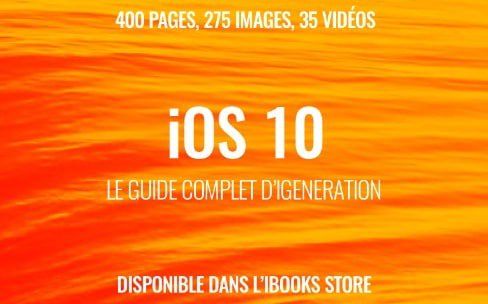 400 PAGES, 275 IMAGES, 35 VIDÉOS
iOS 10
LE GUIDE COMPLET D'IGENERATION
DISPONIBLE DANS L'IBOOKS STORE